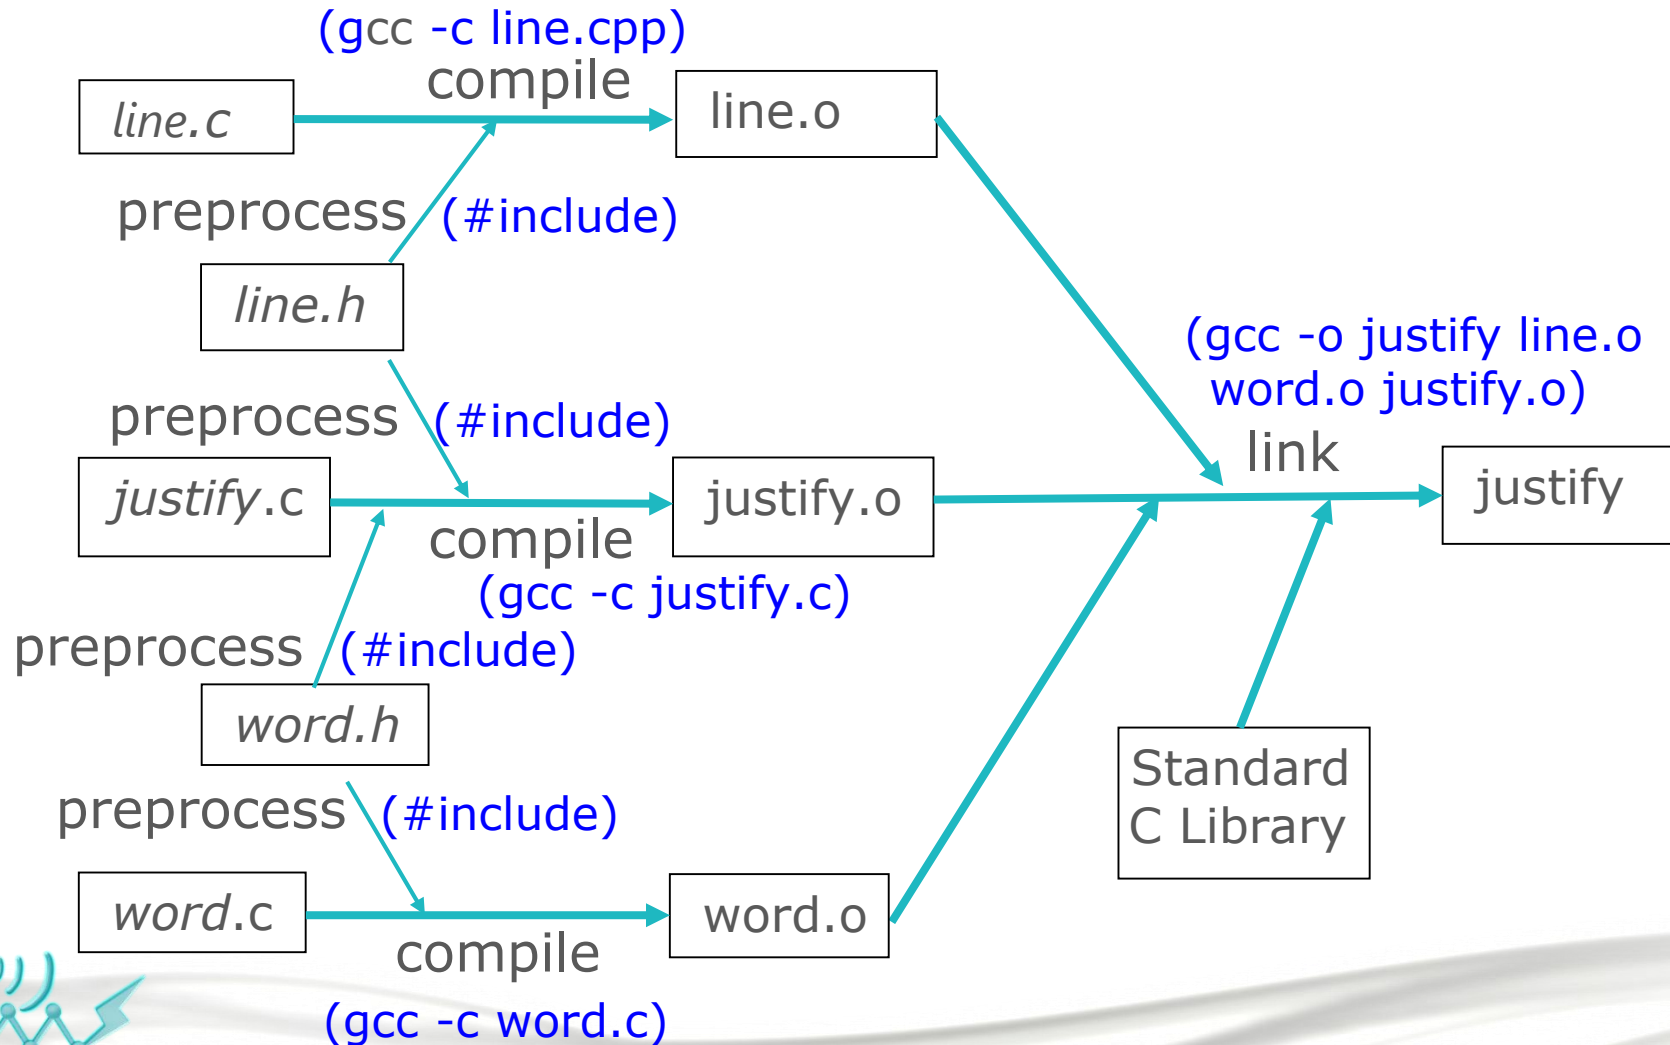 (gcc -c line.cpp)
compile
line.c
line.o
preprocess
(#include)
line.h
(gcc -o justify line.o
word.o justify.o)
preprocess
(#include)
link
justify.c
justify.o
justify
compile
(gcc -c justify.c)
preprocess
(#include)
word.h
Standard
C Library
preprocess
(#include)
word.c
word.o
compile
(gcc -c word.c)